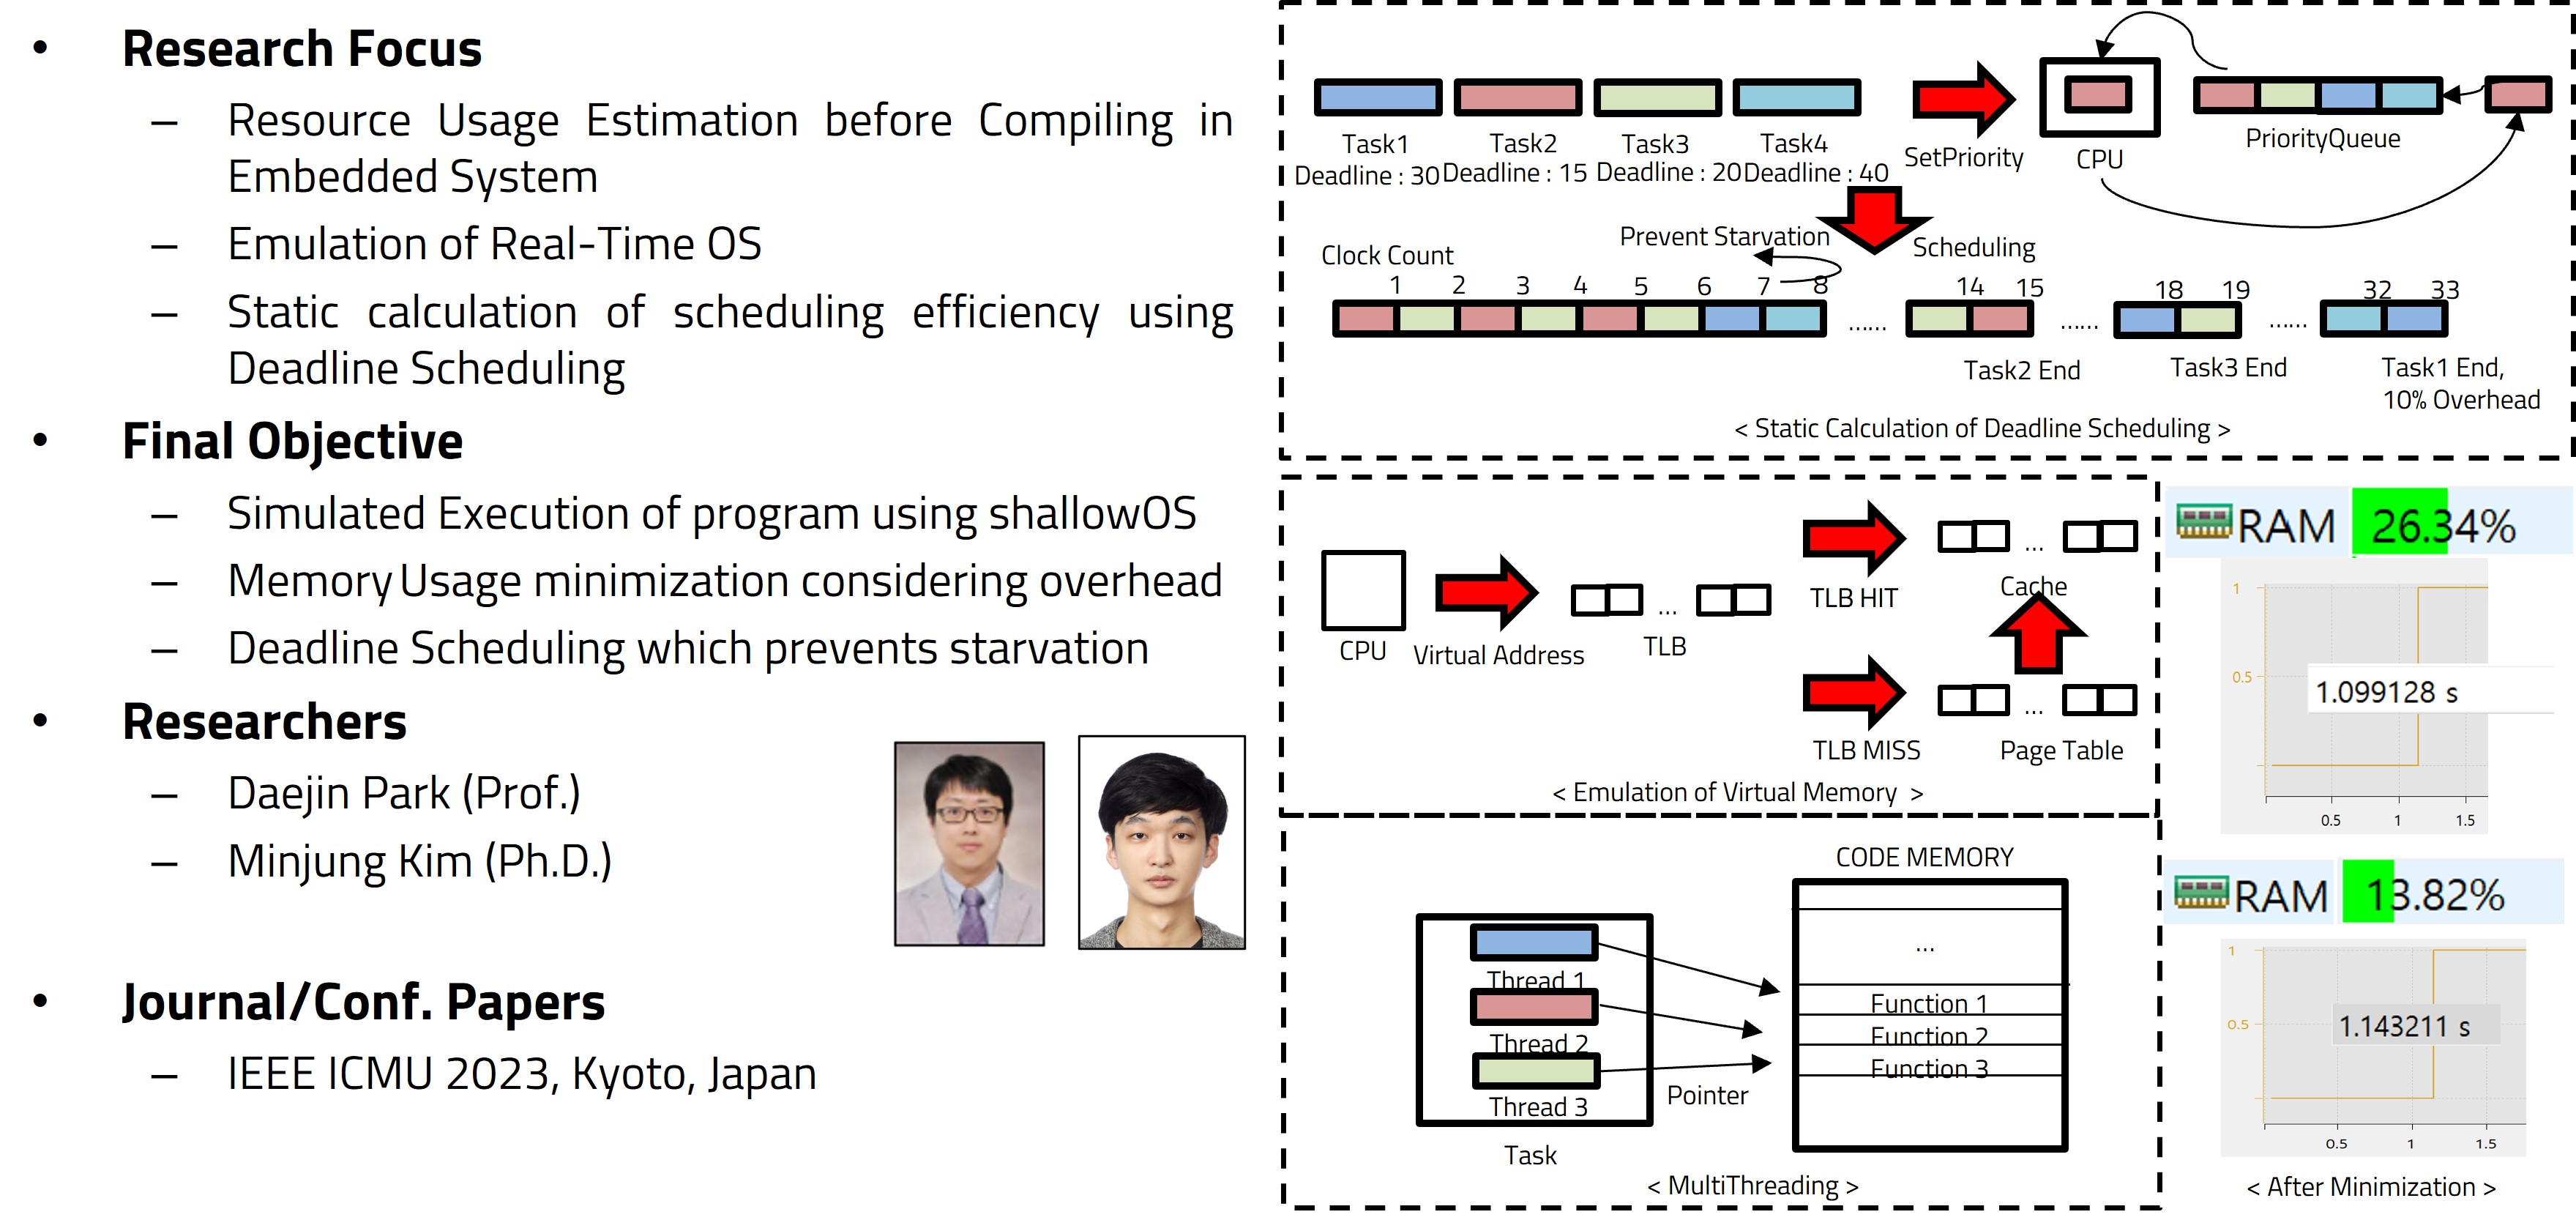 • Research Focus
– Resource Usage Estimation before Compiling in
Embedded System
– Emulation of Real-Time OS
– Static calculation of scheduling efficiency using
Deadline Scheduling
• Final Objective
– Simulated Execution of program using shallowOS
– Memory Usage minimization considering overhead
– Deadline Scheduling which prevents starvation
• Researchers
– Daejin Park (Prof.)
– Minjung Kim (Ph.D.)
• Journal/Conf. Papers
– IEEE ICMU 2023, Kyoto, Japan
Task1 Task2 Task3 Task4
Deadline : 30 Deadline : 15 Deadline : 20 Deadline : 40
SetPriority
CPU
PriorityQueue
Prevent Starvation
Scheduling
Clock Count
1 2 3 4 5 6 7 8 14 15 18 19 32 33
...... ...... ......
Task2 End
Task3 End
Task1 End,
10% Overhead
< Static Calculation of Deadline Scheduling >
CPU
Virtual Address
...
TLB
TLB HIT
...
Cache
TLB MISS
...
Page Table
< Emulation of Virtual Memory >
RAM 26.34%
1
0.5
1.099128 s
0.5 1 1.5
CODE MEMORY
...
Thread 1
Thread 2
Thread 3
Function 1
Function 2
Function 3
Pointer
Task
< MultiThreading >
RAM 13.82%
1
0.5
1.143211 s
0.5 1 1.5
< After Minimization >